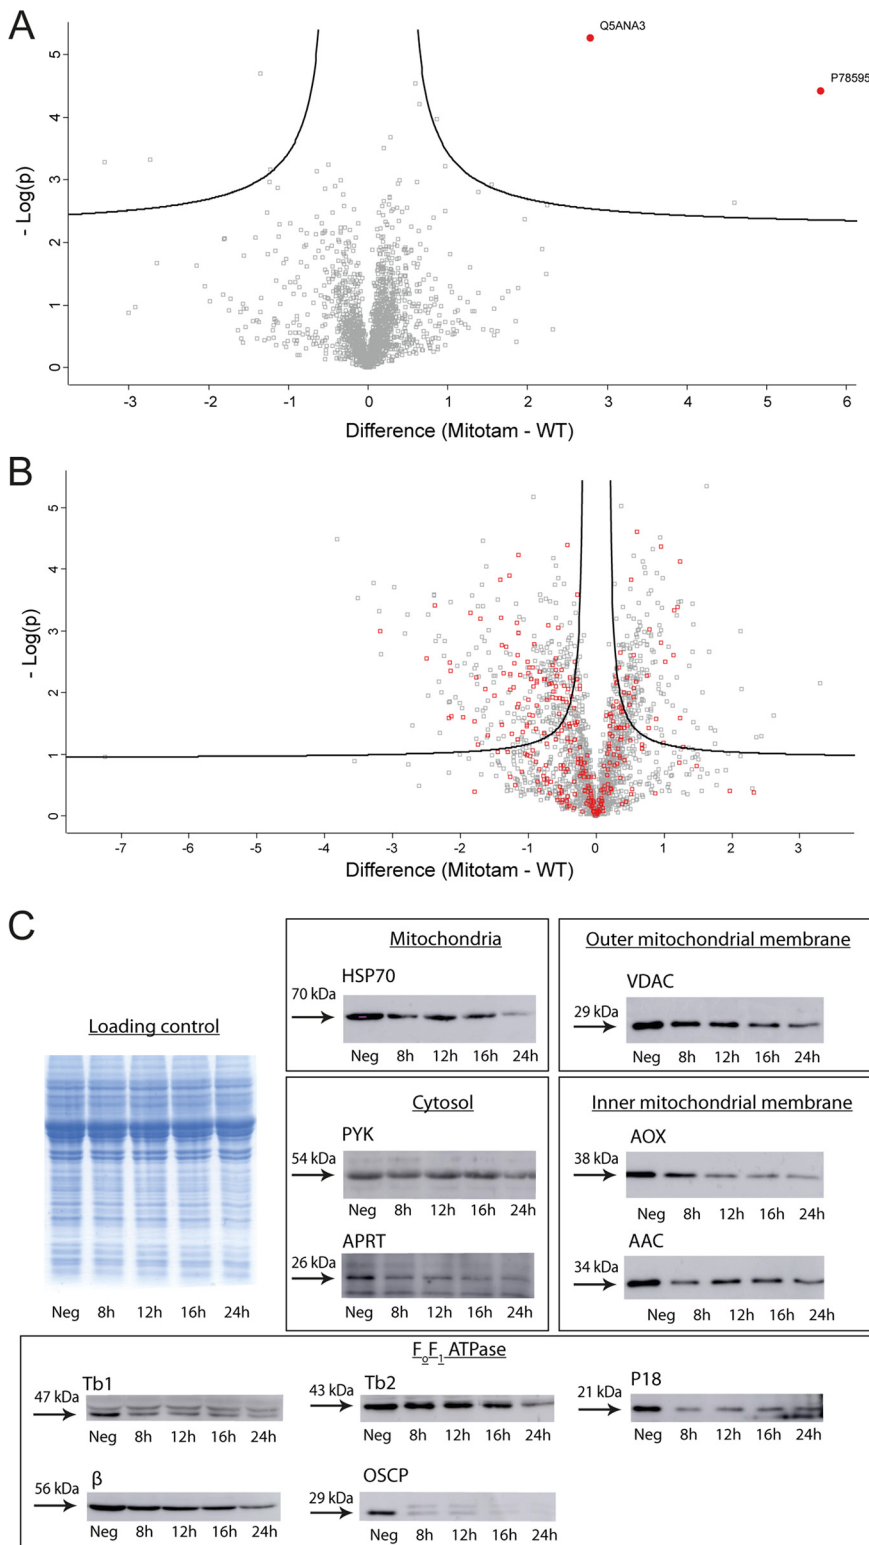 A
Q5ANA3
P78595
5
4
3
2
1
0
- Log(p)
-3 -2 -1 0 1 2 3 4 5 6
Difference (Mitotam - WT)
B
5
4
3
2
1
0
- Log(p)
-7 -6 -5 -4 -3 -2 -1 0 1 2 3
Difference (Mitotam - WT)
C
Loading control
Neg 8h 12h 16h 24h
Mitochondria
HSP70
70 kDa
Neg 8h 12h 16h 24h
Outer mitochondrial membrane
VDAC
29 kDa
Neg 8h 12h 16h 24h
Cytosol
PYK
54 kDa
Neg 8h 12h 16h 24h
APRT
26 kDa
Neg 8h 12h 16h 24h
Inner mitochondrial membrane
AOX
38 kDa
Neg 8h 12h 16h 24h
AAC
34 kDa
Neg 8h 12h 16h 24h
FoF1 ATPase
Tb1
47 kDa
Neg 8h 12h 16h 24h
Tb2
43 kDa
Neg 8h 12h 16h 24h
P18
21 kDa
Neg 8h 12h 16h 24h
β
56 kDa
Neg 8h 12h 16h 24h
OSCP
29 kDa
Neg 8h 12h 16h 24h